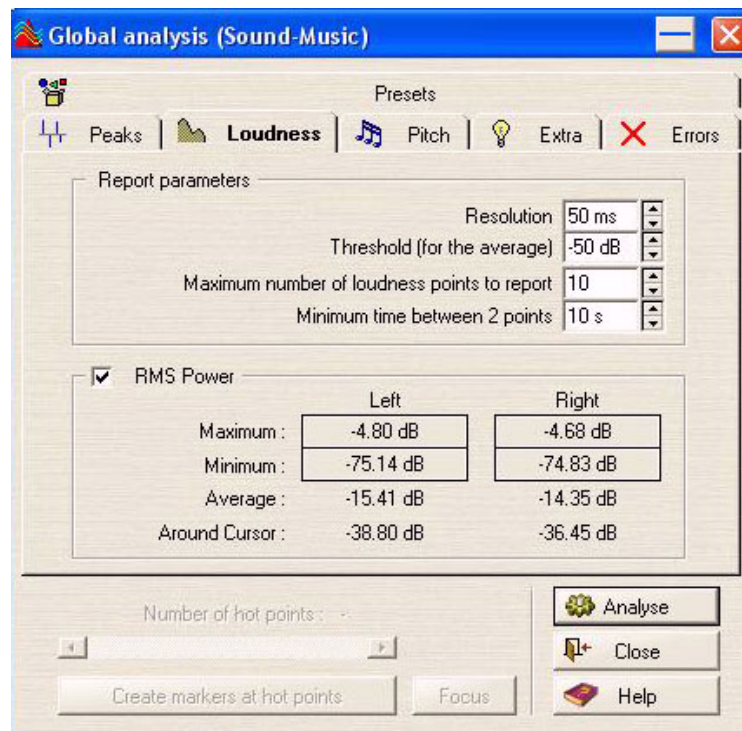 Global analysis (Sound-Music)
Presets
Peaks Loudness Pitch Extra Errors
Report parameters
Resolution 50 ms
Threshold (for the average) -50 dB
Maximum number of loudness points to report 10
Minimum time between 2 points 10 s
RMS Power
Left Right
Maximum : -4.80 dB -4.68 dB
Minimum : -75.14 dB -74.83 dB
Average : -15.41 dB -14.35 dB
Around Cursor : -38.80 dB -36.45 dB
Number of hot points : -
Analyse
Close
Create markers at hot points Focus Help